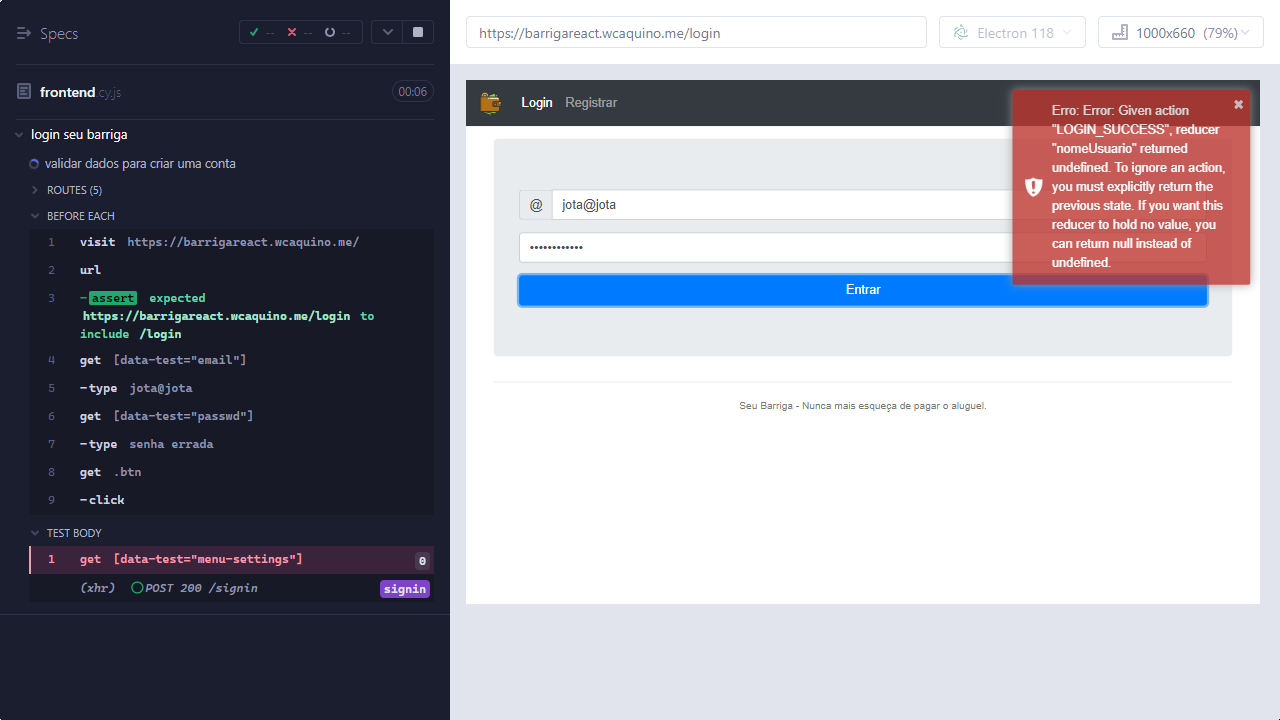 Specs
-- -- --
frontend.cy.js 00:06
login seu barriga
validar dados para criar uma conta
ROUTES (5)
BEFORE EACH
1 visit https://barrigareact.wcaquino.me/
2 url
3 -assert expected
https://barrigareact.wcaquino.me/login to
include /login
4 get [data-test="email"]
5 -type jota@jota
6 get [data-test="passwd"]
7 -type senha errada
8 get .btn
9 -click
TEST BODY
1 get [data-test="menu-settings"] 0
(xhr) POST 200 /signin signin
https://barrigareact.wcaquino.me/login
Electron 118
1000x660 (79%)
Login Registrar
@ jota@jota
••••••••••••
Entrar
Seu Barriga - Nunca mais esqueça de pagar o aluguel.
Erro: Error: Given action
"LOGIN_SUCCESS", reducer
"nomeUsuario" returned
undefined. To ignore an action,
you must explicitly return the
previous state. If you want this
reducer to hold no value, you
can return null instead of
undefined.